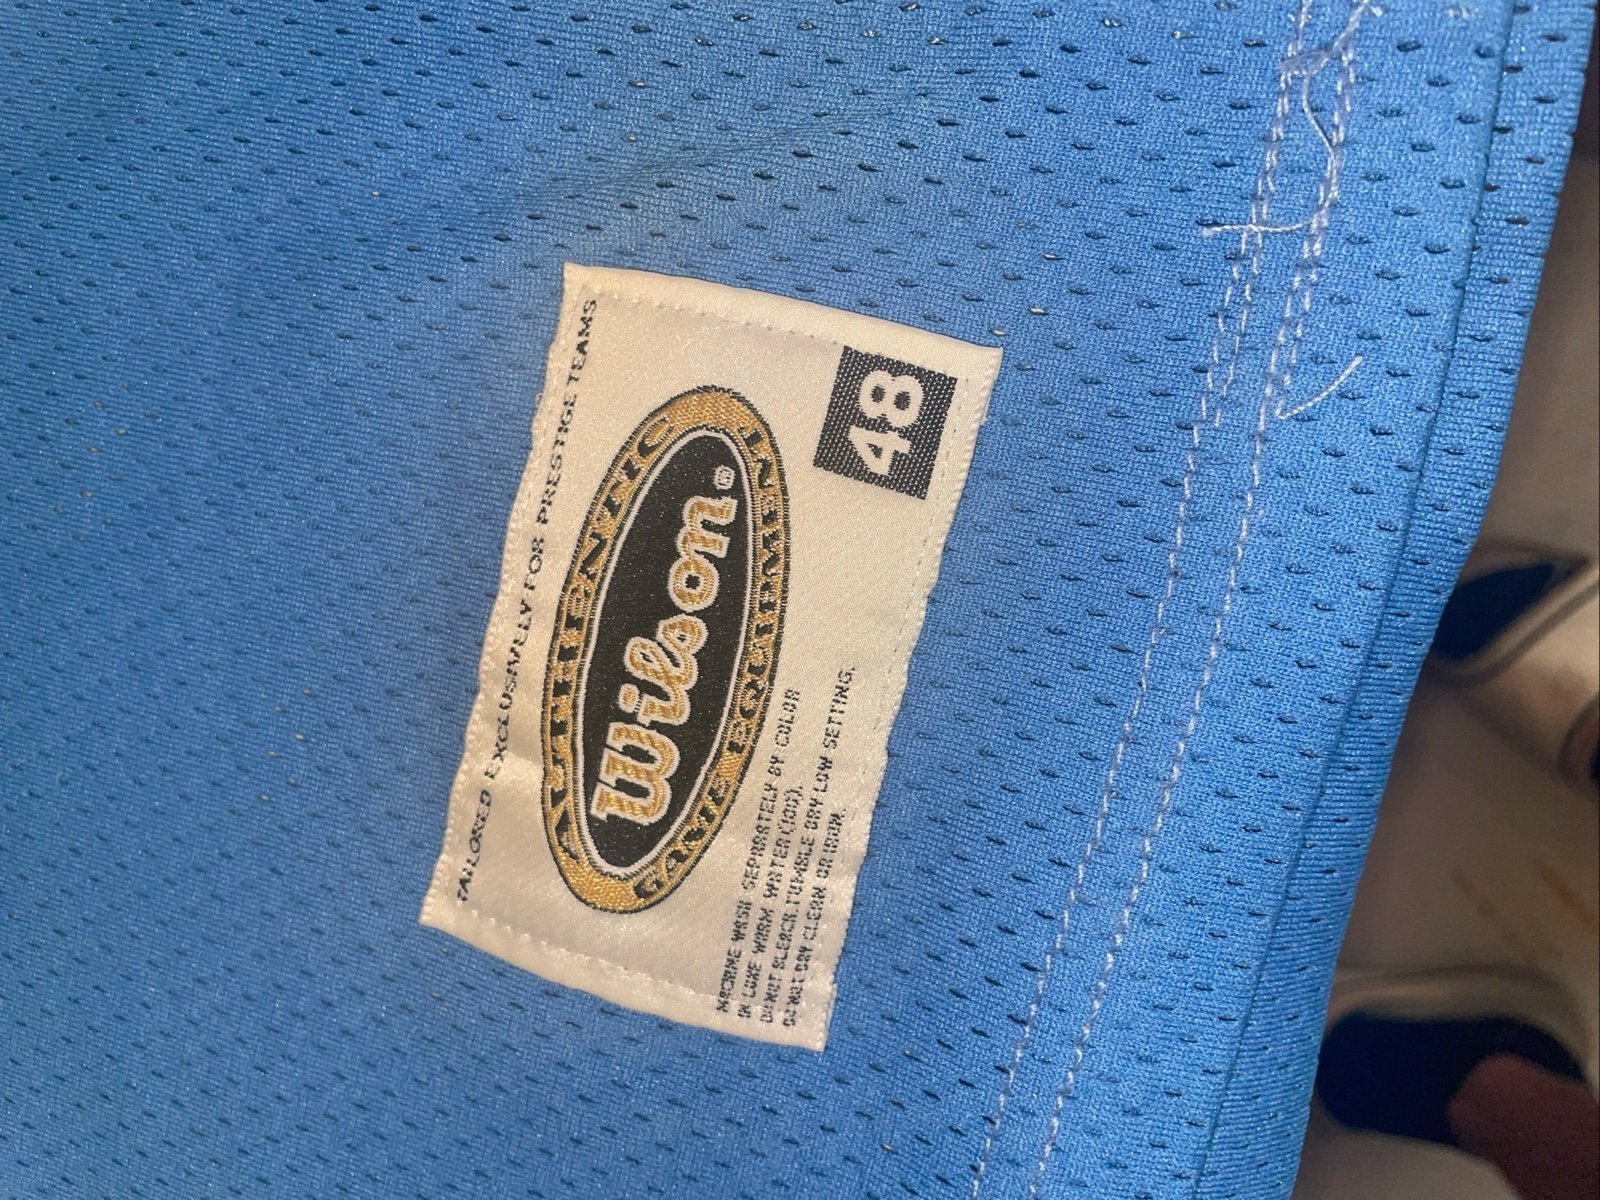 TAILORED EXCLUSIVELY FOR PRESTIGE TEAMS
AUTHENTIC
Wilson®
GAME EQUIPMENT
48
MACHINE WASH SEPARATELY BY COLOR
IN LUKE WARM WATER(100).
DO NOT BLEACH.TUMBLE DRY LOW SETTING.
DO NOT DRY CLEAN OR IRON.